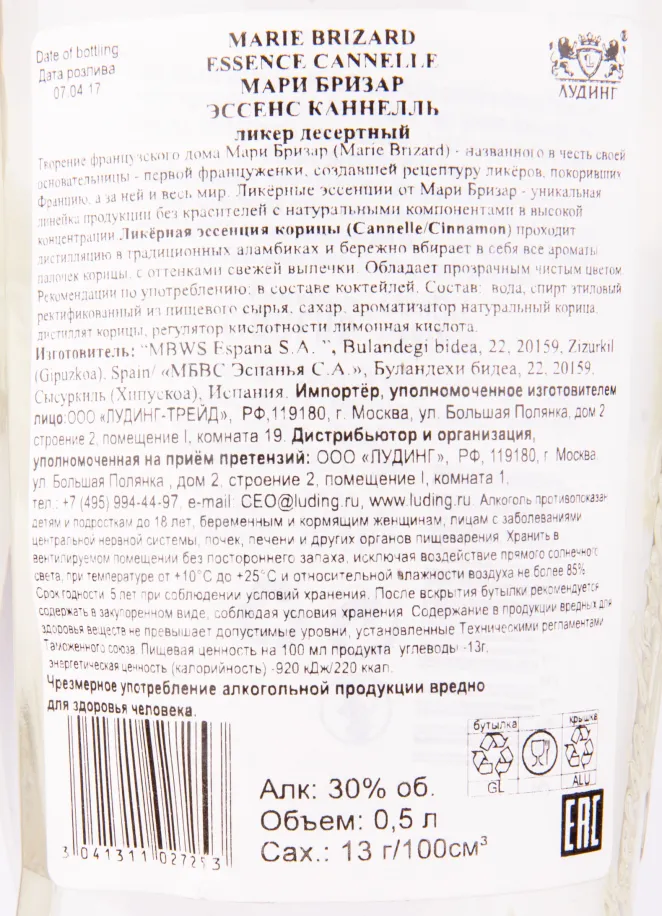 Date of bottling
Дата розлива
07.04.17
MARIE BRIZARD
ESSENCE CANNELLE
МАРИ БРИЗАР
ЭССЕНС КАННЕЛЛЬ
ликер десертный
ЛУДИНГ
Творение французского дома Мари Бризар (Marie Brizard) - названного в честь своей
основательницы - первой француженки, создавшей рецептуру ликёров, покоривших
Францию, а за ней и весь мир. Ликёрные эссенции от Мари Бризар - уникальная
линейка продукции без красителей с натуральными компонентами в высокой
концентрации Ликёрная эссенция корицы (Cannelle/Cinnamon) проходит
дистилляцию в традиционных аламбиках и бережно вбирает в себя все ароматы
палочек корицы, с оттенками свежей выпечки. Обладает прозрачным чистым цветом
Рекомендации по употреблению: в составе коктейлей. Состав: вода, спирт этиловый
ректификованный из пищевого сырья, сахар, ароматизатор натуральный корица,
дистиллят корицы, регулятор кислотности лимонная кислота.
Изготовитель: "MBWS Espana S.A. ", Bulandegi bidea, 22, 20159, Zizurkil
(Gipuzkoa), Spain/ «МБВС Эспанья С.А.», Буландехи бидеа, 22, 20159,
Сысуркиль (Хипускоа), Испания. Импортёр, уполномоченное изготовителем
лицо:ООО «ЛУДИНГ-ТРЕЙД», РФ,119180, г. Москва, ул. Большая Полянка, дом 2
строение 2, помещение I, комната 19. Дистрибьютор и организация,
уполномоченная на приём претензий: ООО «ЛУДИНГ», РФ, 119180, г Москва
ул. Большая Полянка , дом 2, строение 2, помещение I, комната 1.
тел.: +7 (495) 994-44-97, e-mail: CEO@luding.ru, www.luding.ru. Алкоголь противопоказан
детям и подросткам до 18 лет, беременным и кормящим женщинам, лицам с заболеваниями
центральной нервной системы, почек, печени и других органов пищеварения. Хранить в
вентилируемом помещении без постороннего запаха, исключая воздействие прямого солнечного
света, при температуре от +10°С до +25°С и относительной влажности воздуха не более 85%
Срок годности: 5 лет при соблюдении условий хранения. После вскрытия бутылки рекомендуется
содержать в закупоренном виде, соблюдая условия хранения. Содержание в продукции вредных для
здоровья веществ не превышает допустимые уровни, установленные Техническими регламентами
Таможенного союза. Пищевая ценность на 100 мл продукта: углеводы -13г,
энергетическая ценность (калорийность) -920 кДж/220 ккал.
Чрезмерное употребление алкогольной продукции вредно
для здоровья человека.
бутылка
крышка
GL
ALU
Алк: 30% об.
Объем: 0,5 л
Сах.: 13 г/100см³
EAC
3 041311 027253